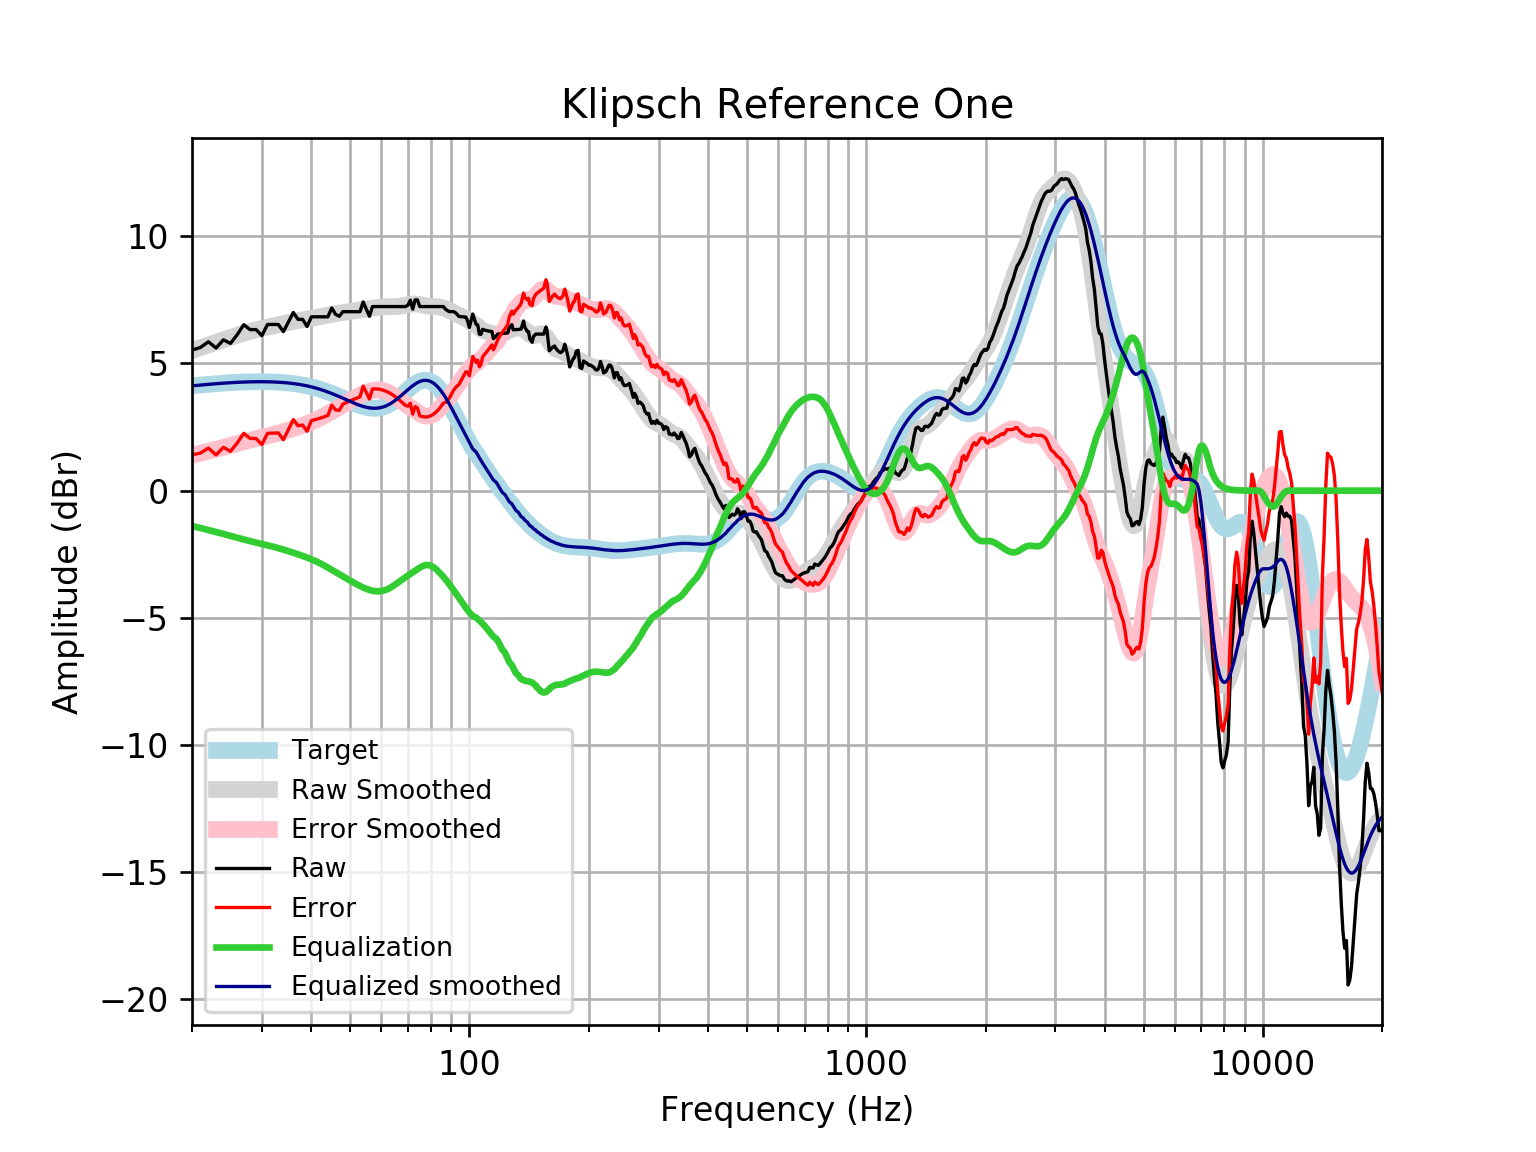 Klipsch Reference One
Amplitude (dBr)
10
5
0
−5
−10
−15
−20
Target
Raw Smoothed
Error Smoothed
Raw
Error
Equalization
Equalized smoothed
100
1000
10000
Frequency (Hz)